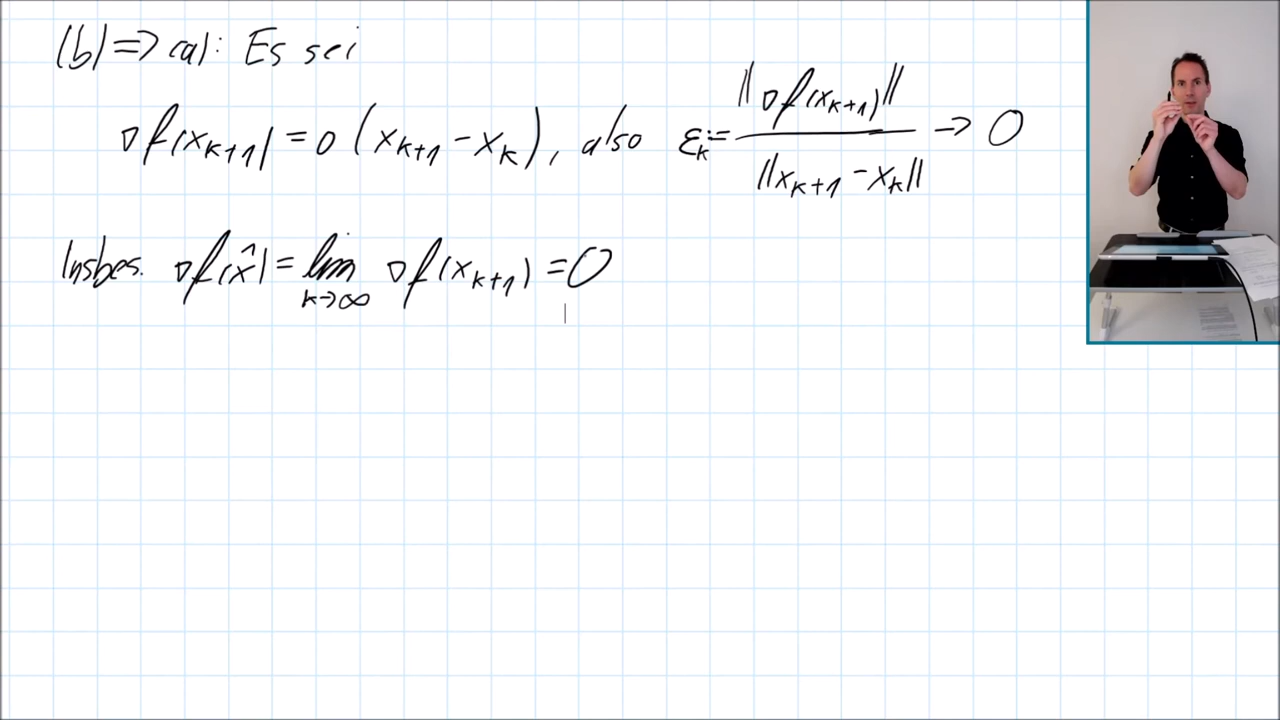 (b) => (a): Es sei
∇f(x_{k+1}) = o(x_{k+1} - x_k), also ε_k := ‖∇f(x_{k+1})‖ / ‖x_{k+1} - x_k‖ → 0
Insbes. ∇f(x̂) = lim_{k→∞} ∇f(x_{k+1}) = 0